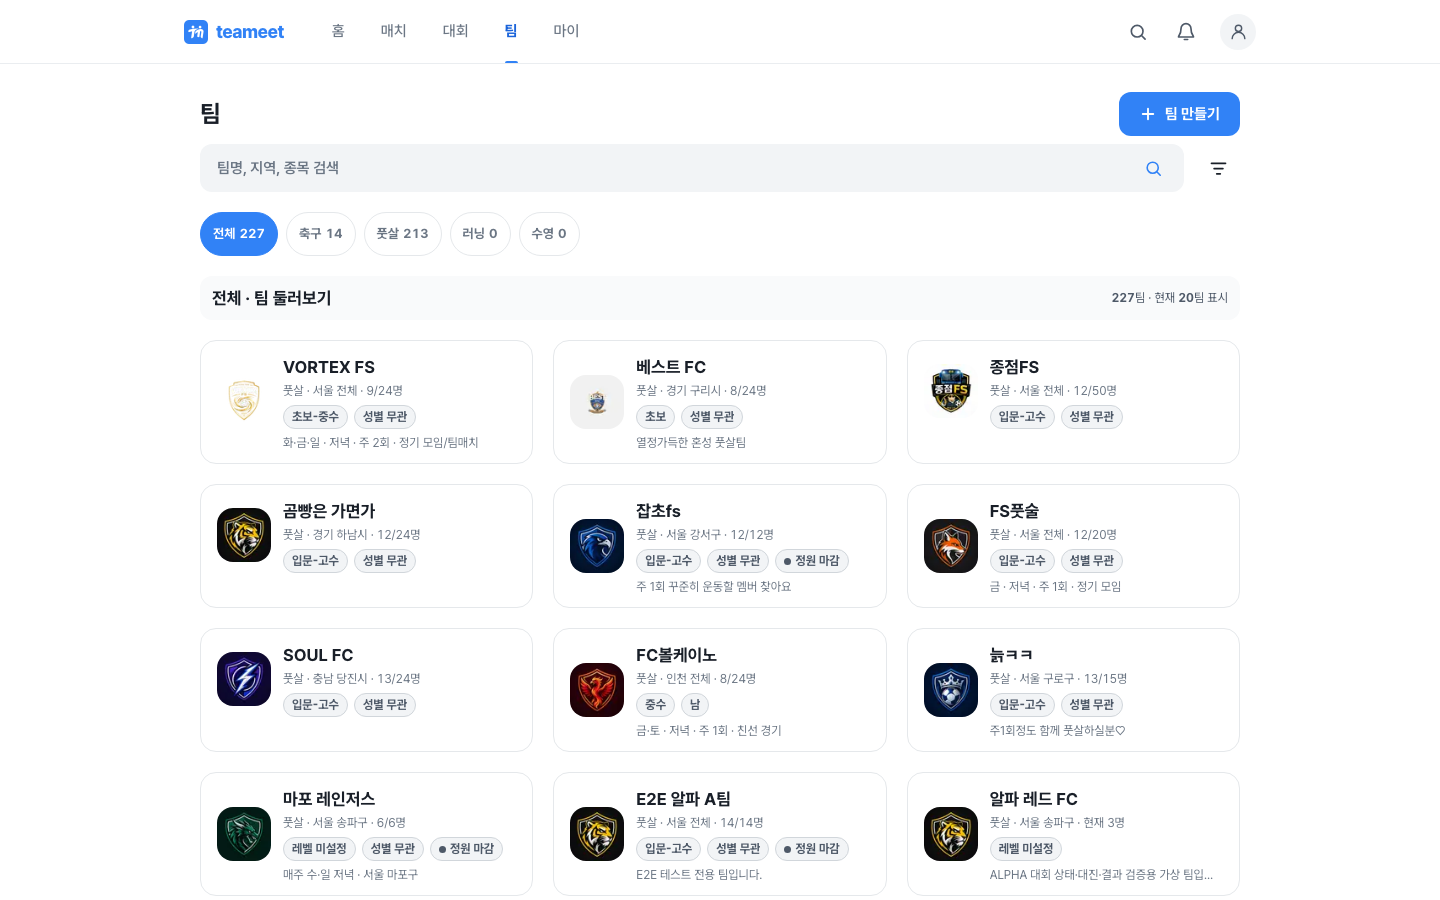 teameet
홈 매치 대회 팀 마이
팀
팀 만들기
팀명, 지역, 종목 검색
전체 227 축구 14 풋살 213 러닝 0 수영 0
전체 · 팀 둘러보기
227팀 · 현재 20팀 표시
VORTEX FS
풋살 · 서울 전체 · 9/24명
초보-중수 성별 무관
화·금·일 · 저녁 · 주 2회 · 정기 모임/팀매치
베스트 FC
풋살 · 경기 구리시 · 8/24명
초보 성별 무관
열정가득한 혼성 풋살팀
종점FS
종점FS
풋살 · 서울 전체 · 12/50명
입문-고수 성별 무관
곰빵은 가면가
풋살 · 경기 하남시 · 12/24명
입문-고수 성별 무관
잡초fs
풋살 · 서울 강서구 · 12/12명
입문-고수 성별 무관 정원 마감
주 1회 꾸준히 운동할 멤버 찾아요
FS풋술
풋살 · 서울 전체 · 12/20명
입문-고수 성별 무관
금 · 저녁 · 주 1회 · 정기 모임
SOUL FC
풋살 · 충남 당진시 · 13/24명
입문-고수 성별 무관
FC볼케이노
풋살 · 인천 전체 · 8/24명
중수 남
금·토 · 저녁 · 주 1회 · 친선 경기
늙ㅋㅋ
풋살 · 서울 구로구 · 13/15명
입문-고수 성별 무관
주1회정도 함께 풋살하실분♡
마포 레인저스
풋살 · 서울 송파구 · 6/6명
레벨 미설정 성별 무관 정원 마감
매주 수·일 저녁 · 서울 마포구
E2E 알파 A팀
풋살 · 서울 전체 · 14/14명
입문-고수 성별 무관 정원 마감
E2E 테스트 전용 팀입니다.
알파 레드 FC
풋살 · 서울 송파구 · 현재 3명
레벨 미설정
ALPHA 대회 상태·대진·결과 검증용 가상 팀입...